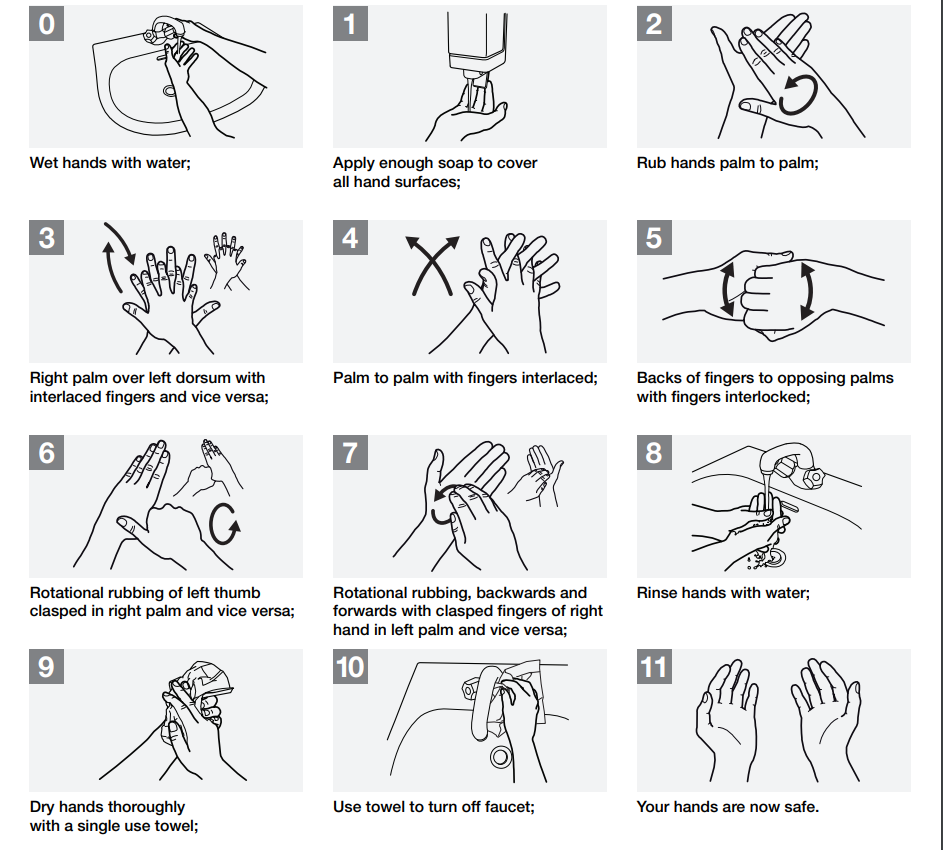 0
Wet hands with water;
1
Apply enough soap to cover
all hand surfaces;
2
Rub hands palm to palm;
3
Right palm over left dorsum with
interlaced fingers and vice versa;
4
Palm to palm with fingers interlaced;
5
Backs of fingers to opposing palms
with fingers interlocked;
6
Rotational rubbing of left thumb
clasped in right palm and vice versa;
7
Rotational rubbing, backwards and
forwards with clasped fingers of right
hand in left palm and vice versa;
8
Rinse hands with water;
9
Dry hands thoroughly
with a single use towel;
10
Use towel to turn off faucet;
11
Your hands are now safe.